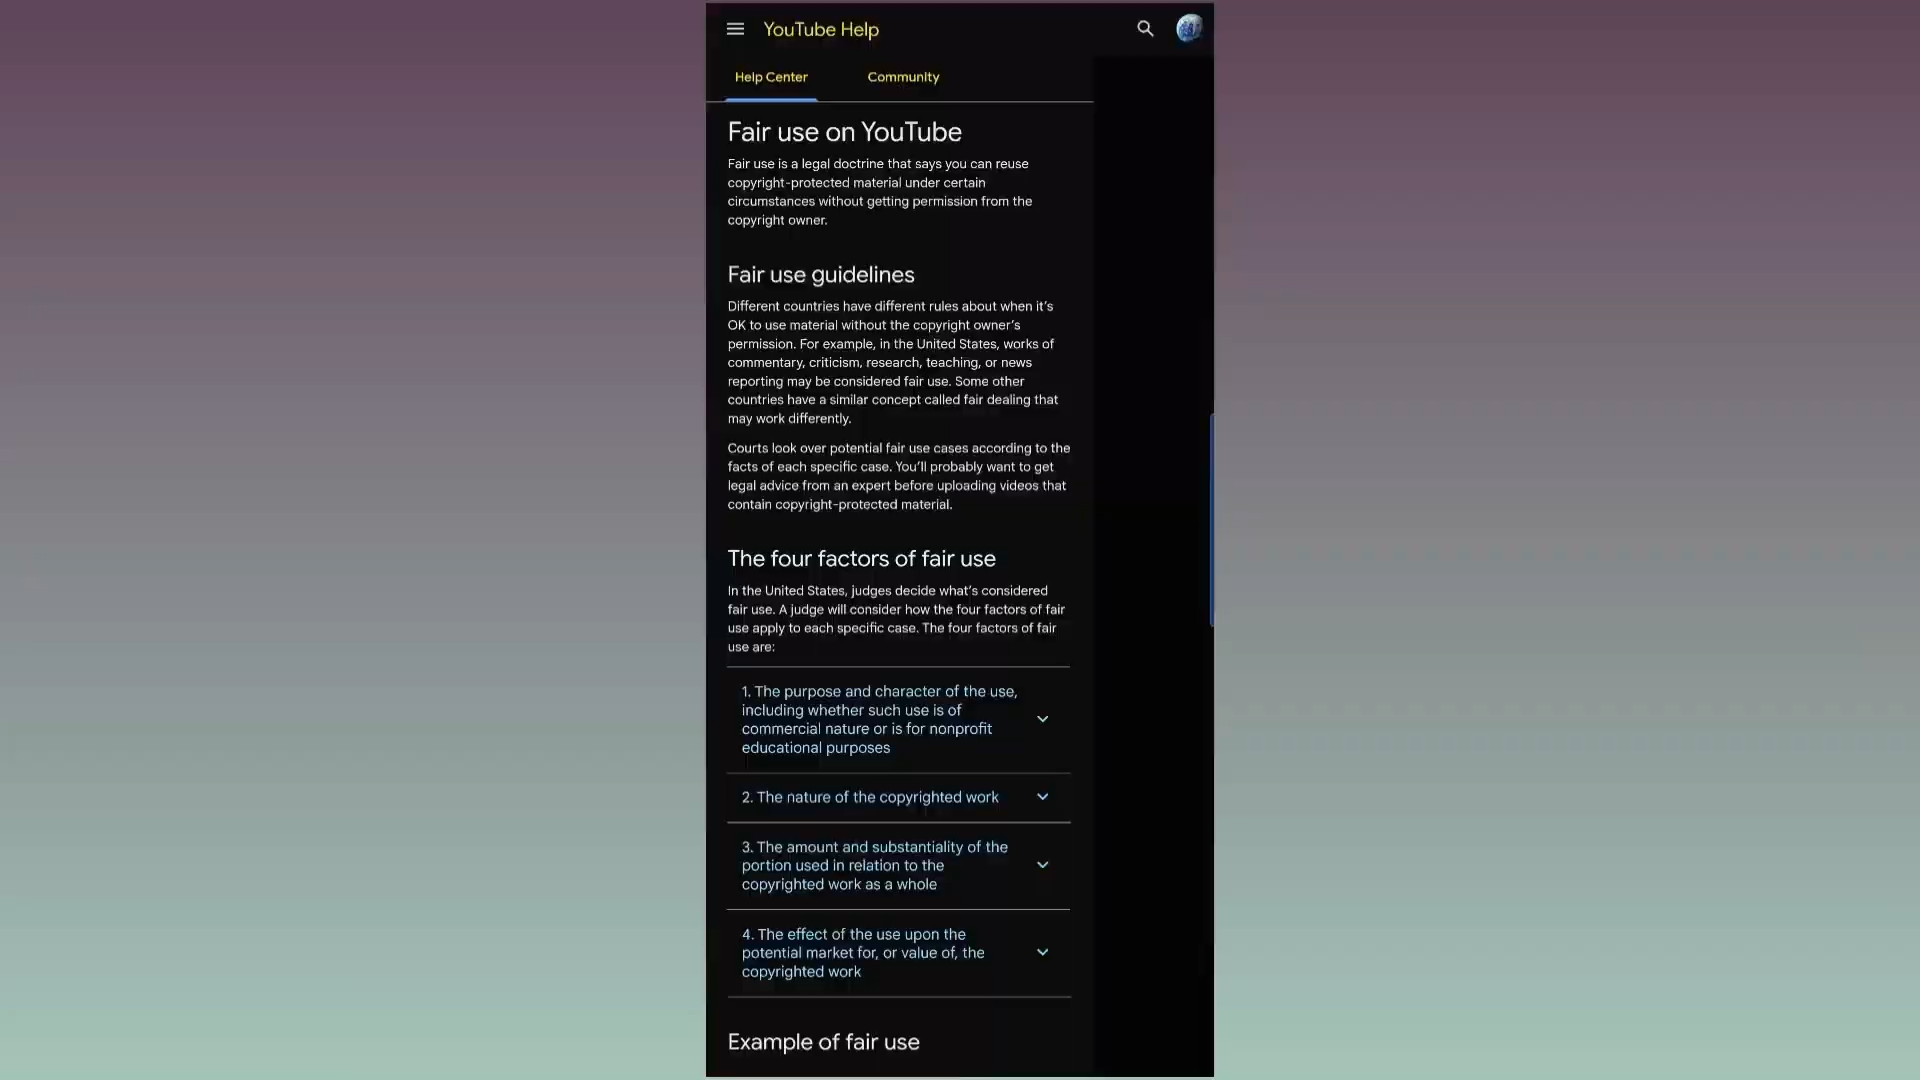 YouTube Help
Help Center
Community
Fair use on YouTube
Fair use is a legal doctrine that says you can reuse
copyright-protected material under certain
circumstances without getting permission from the
copyright owner.
Fair use guidelines
Different countries have different rules about when it's
OK to use material without the copyright owner's
permission. For example, in the United States, works of
commentary, criticism, research, teaching, or news
reporting may be considered fair use. Some other
countries have a similar concept called fair dealing that
may work differently.
Courts look over potential fair use cases according to the
facts of each specific case. You'll probably want to get
legal advice from an expert before uploading videos that
contain copyright-protected material.
The four factors of fair use
In the United States, judges decide what's considered
fair use. A judge will consider how the four factors of fair
use apply to each specific case. The four factors of fair
use are:
1. The purpose and character of the use,
including whether such use is of
commercial nature or is for nonprofit
educational purposes
2. The nature of the copyrighted work
3. The amount and substantiality of the
portion used in relation to the
copyrighted work as a whole
4. The effect of the use upon the
potential market for, or value of, the
copyrighted work
Example of fair use